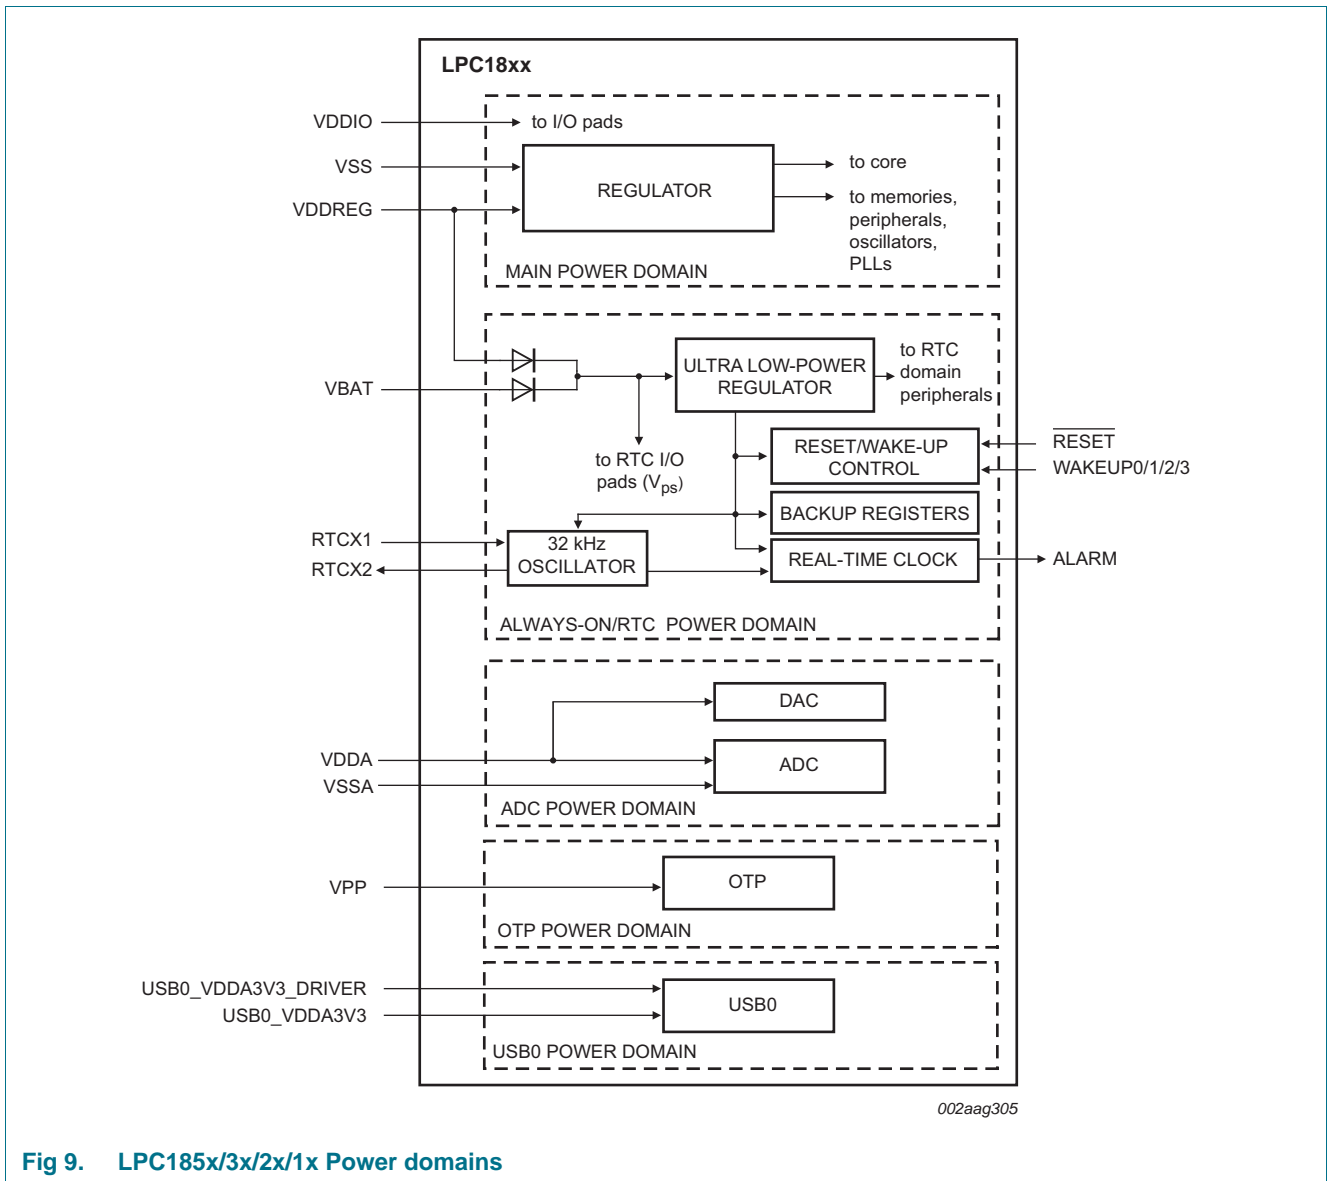 LPC18xx
VDDIO
to I/O pads
VSS
REGULATOR
to core
VDDREG
to memories,
peripherals,
oscillators,
PLLs
MAIN POWER DOMAIN
VBAT
ULTRA LOW-POWER
REGULATOR
to RTC
domain
peripherals
to RTC I/O
pads (Vps)
RESET/WAKE-UP
CONTROL
RESET
WAKEUP0/1/2/3
BACKUP REGISTERS
RTCX1
RTCX2
32 kHz
OSCILLATOR
REAL-TIME CLOCK
ALARM
ALWAYS-ON/RTC POWER DOMAIN
DAC
VDDA
VSSA
ADC
ADC POWER DOMAIN
VPP
OTP
OTP POWER DOMAIN
USB0_VDDA3V3_DRIVER
USB0_VDDA3V3
USB0
USB0 POWER DOMAIN
002aag305
Fig 9. LPC185x/3x/2x/1x Power domains